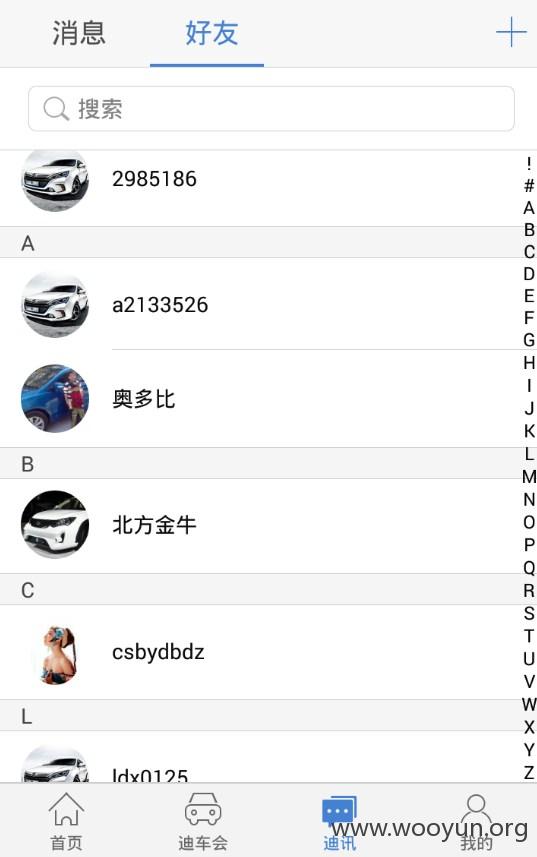 消息 好友
搜索
2985186
A
a2133526
奥多比
B
北方金牛
C
csbydbdz
L
ldx0125
!
#
A
B
C
D
E
F
G
H
I
J
K
L
M
N
O
P
Q
R
S
T
U
V
W
X
Y
Z
首页 迪车会 迪讯 我的
www.wooyun.org